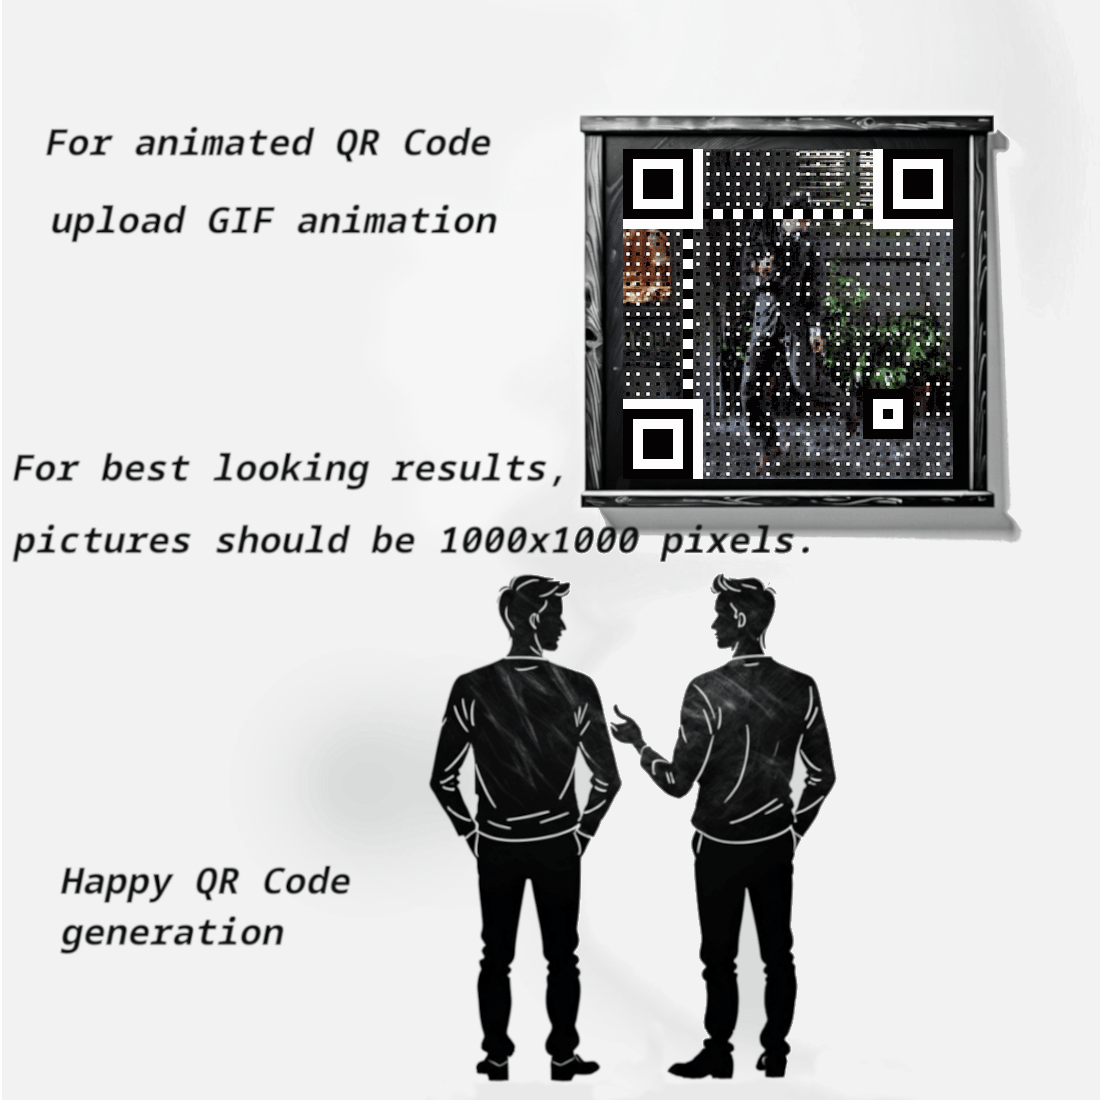 For animated QR Code
upload GIF animation
For best looking results,
pictures should be 1000x1000 pixels.
Happy QR Code
generation